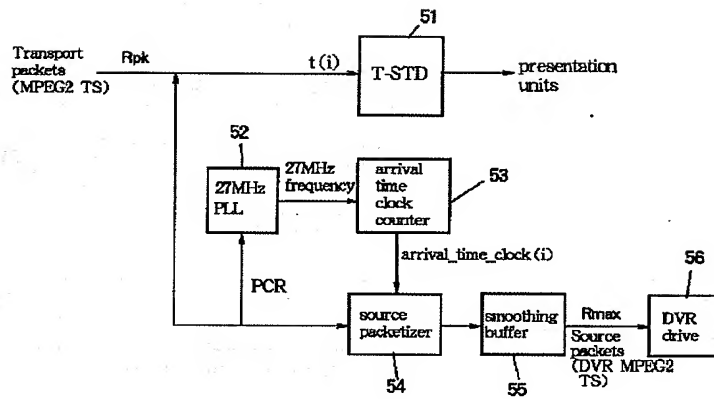 51
Transport
packets
(MPEG2 TS)
Rpk
t(i)
T-STD
presentation
units
52
27MHz
PLL
27MHz
frequency
arrival
time
clock
counter
53
arrival_time_clock(i)
PCR
source
packetizer
54
smoothing
buffer
55
Rmax
Source
packets
(DVR MPEG2
TS)
56
DVR
drive